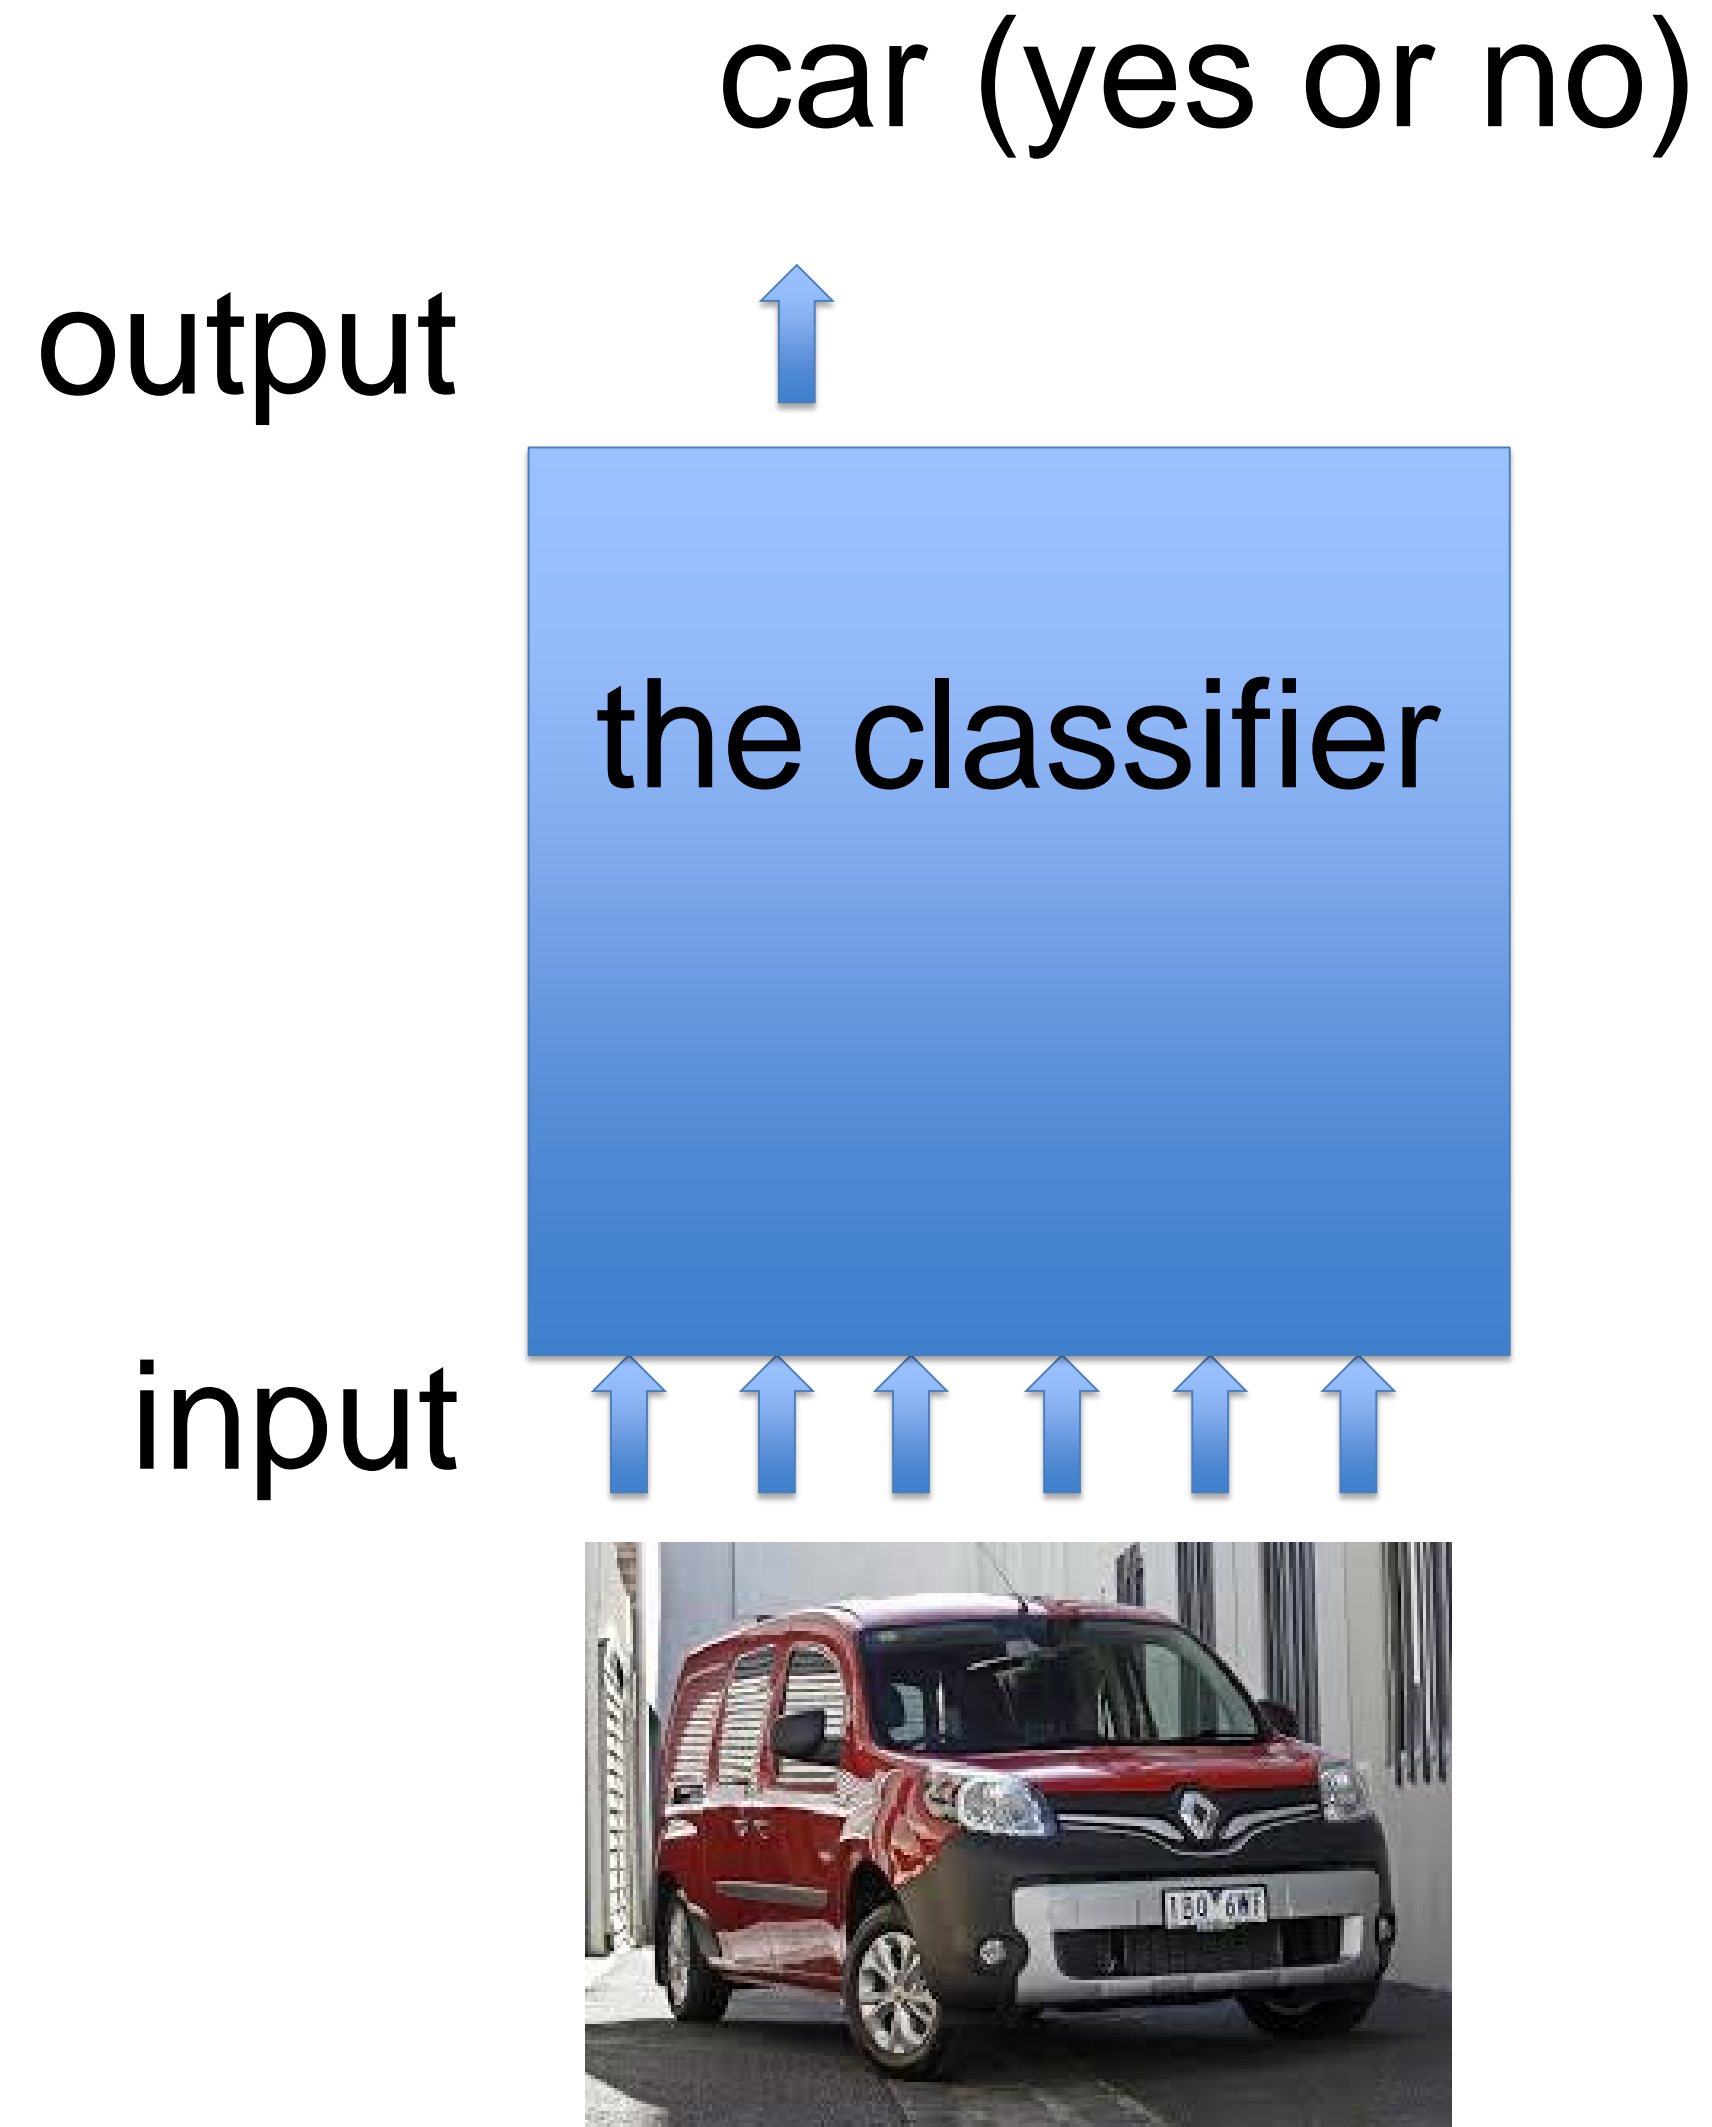 car (yes or no)
output
the classifier
input